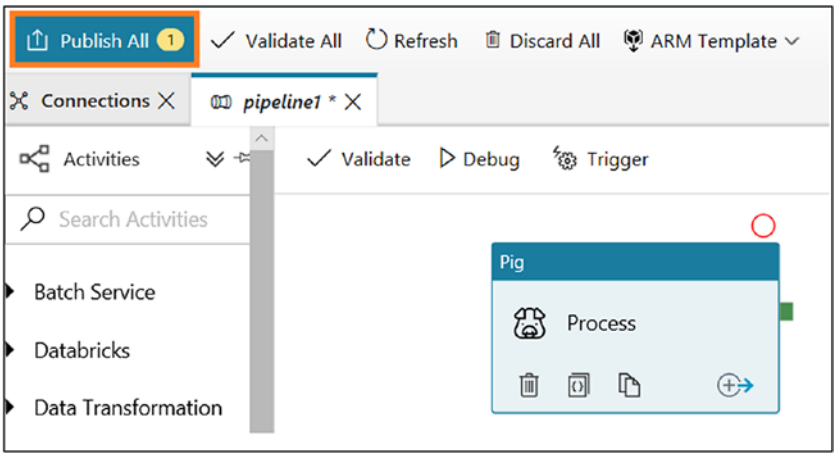 Publish All 1 Validate All Refresh Discard All ARM Template
Connections pipeline1 *
Activities Validate Debug Trigger
Search Activities
Pig
Batch Service
Process
Databricks
Data Transformation